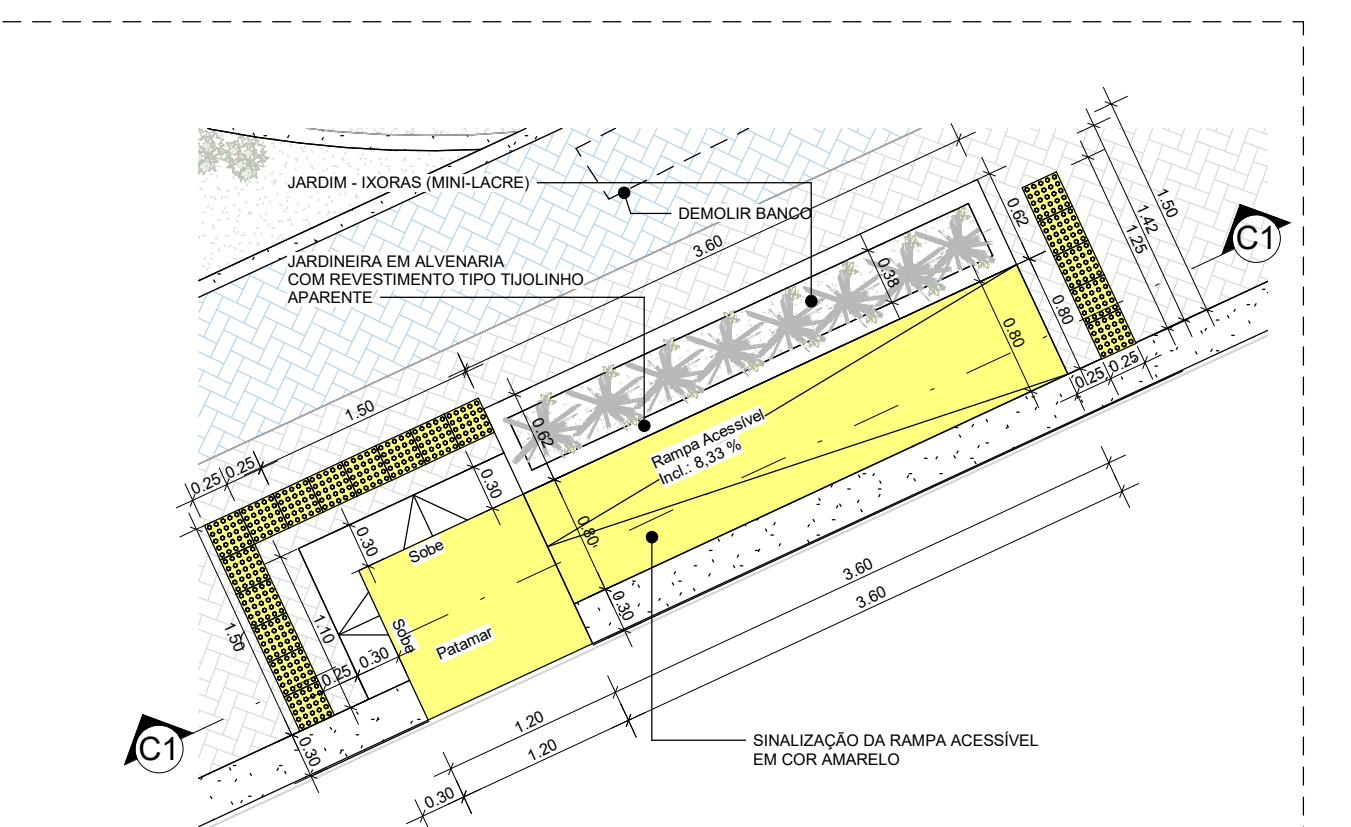 JARDIM - IXORAS (MINI-LACRE)
DEMOLIR BANCO
JARDINEIRA EM ALVENARIA
COM REVESTIMENTO TIPO TIJOLINHO
APARENTE
3.60
0.62
1.50
1.42
1.25
C1
0.38
0.80
0.80
0.25
0.25
1.50
0.62
0.25
0.25
0.30
Rampa Acessível
Incl.: 8,33 %
0.30
Sobe
0.80
1.10
1.50
Sobe
Patamar
0.30
0.25
0.30
3.60
3.60
C1
0.30
1.20
1.20
0.30
SINALIZAÇÃO DA RAMPA ACESSÍVEL
EM COR AMARELO